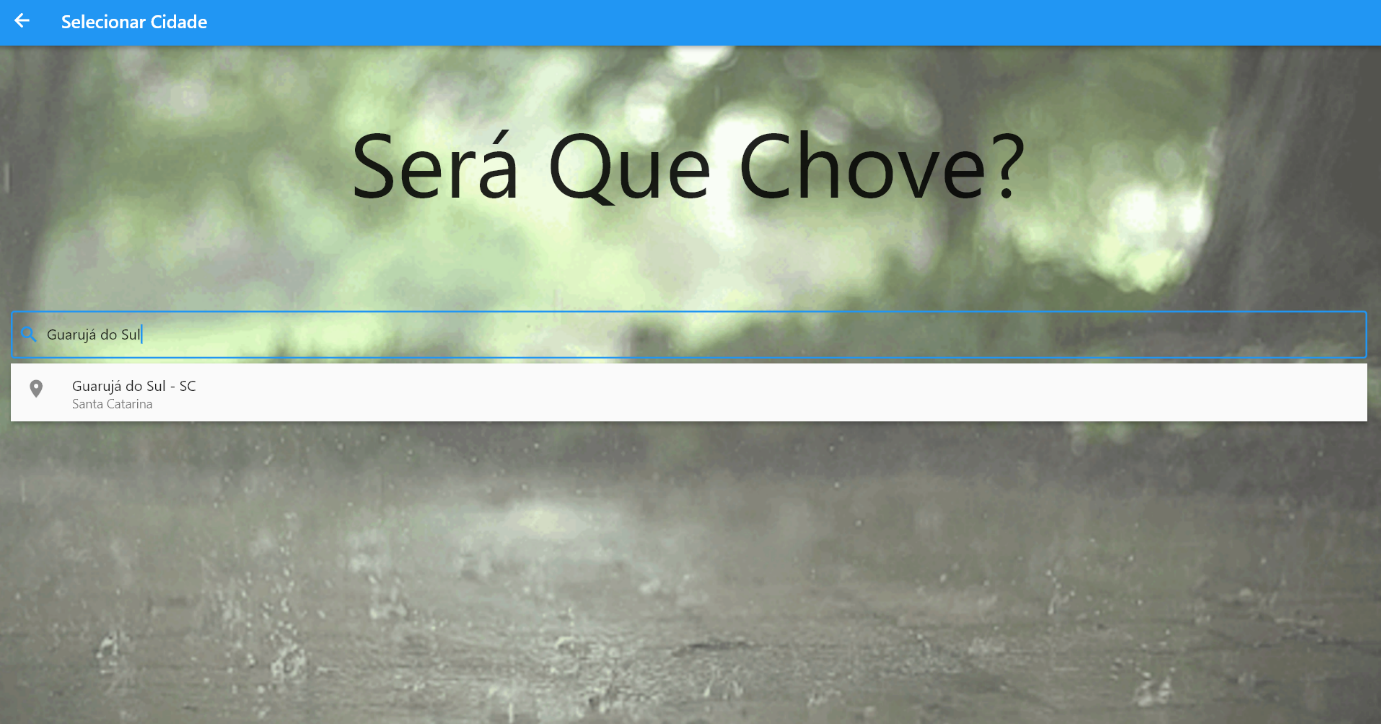 Selecionar Cidade
Será Que Chove?
Guarujá do Sul
Guarujá do Sul - SC
Santa Catarina